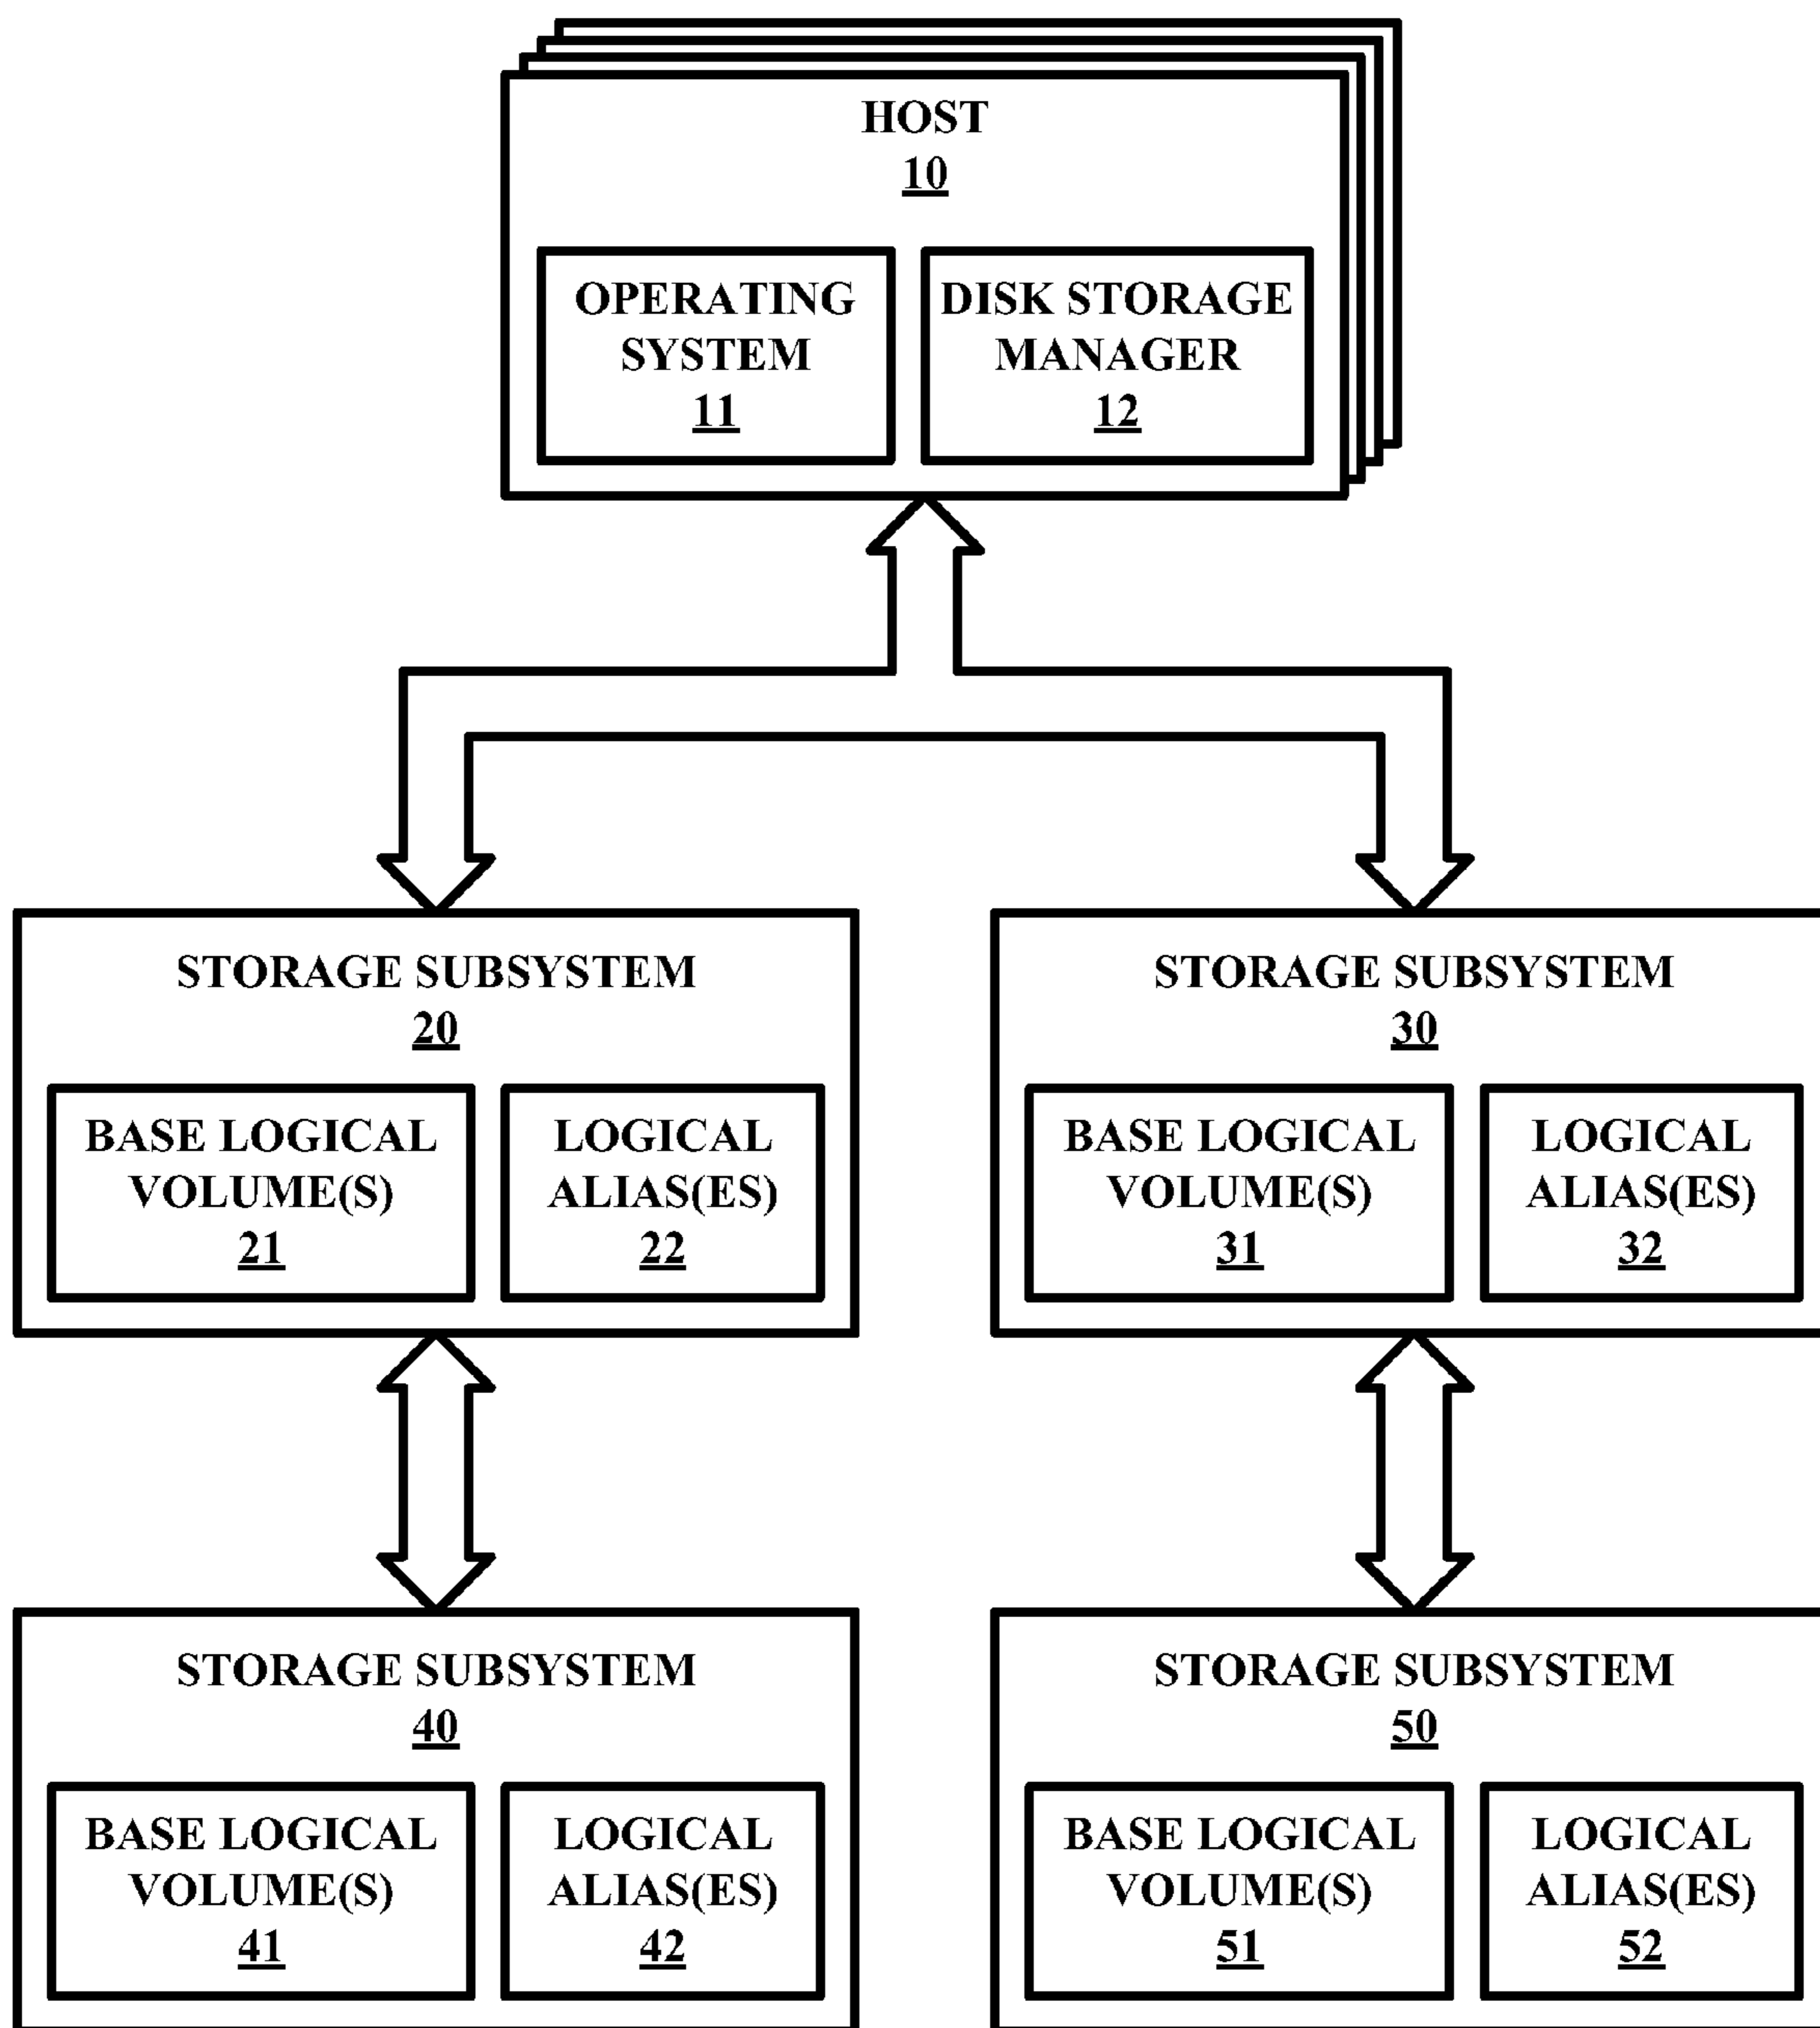 HOST
10
OPERATING
SYSTEM
11
DISK STORAGE
MANAGER
12
STORAGE SUBSYSTEM
20
BASE LOGICAL
VOLUME(S)
21
LOGICAL
ALIAS(ES)
22
STORAGE SUBSYSTEM
30
BASE LOGICAL
VOLUME(S)
31
LOGICAL
ALIAS(ES)
32
STORAGE SUBSYSTEM
40
BASE LOGICAL
VOLUME(S)
41
LOGICAL
ALIAS(ES)
42
STORAGE SUBSYSTEM
50
BASE LOGICAL
VOLUME(S)
51
LOGICAL
ALIAS(ES)
52